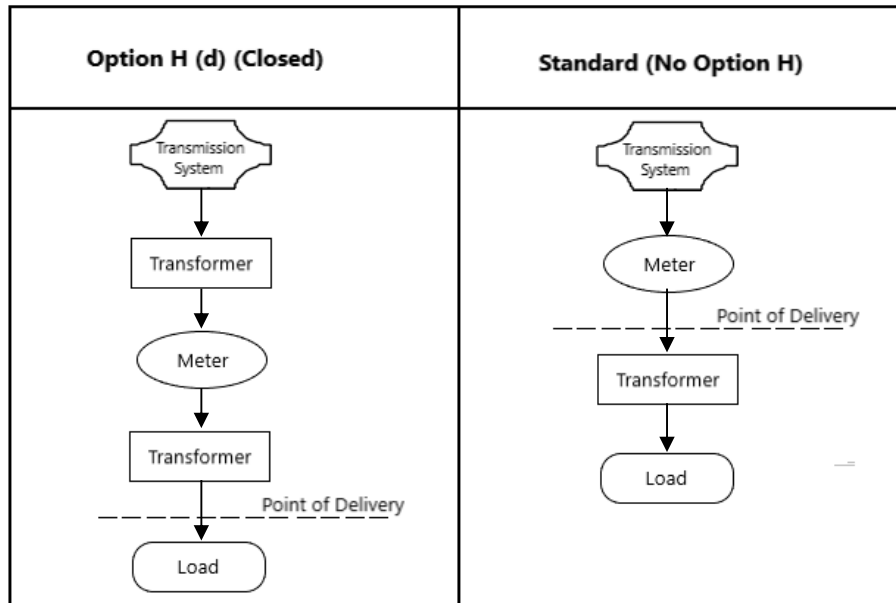 Option H (d) (Closed)
Standard (No Option H)
Transmission
System
Transformer
Meter
Transformer
Point of Delivery
Load
Transmission
System
Meter
Point of Delivery
Transformer
Load